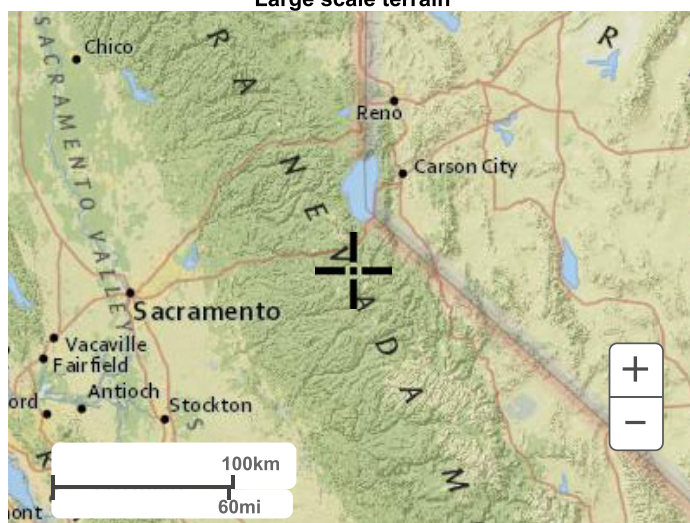 Large scale terrain
SACRAMENTO VALLEY
Chico
R
A
N
E
V
A
D
A
M
R
Reno
Carson City
Sacramento
Vacaville
Fairfield
ord
Antioch
Stockton
S
R
ont
100km
60mi
+
−